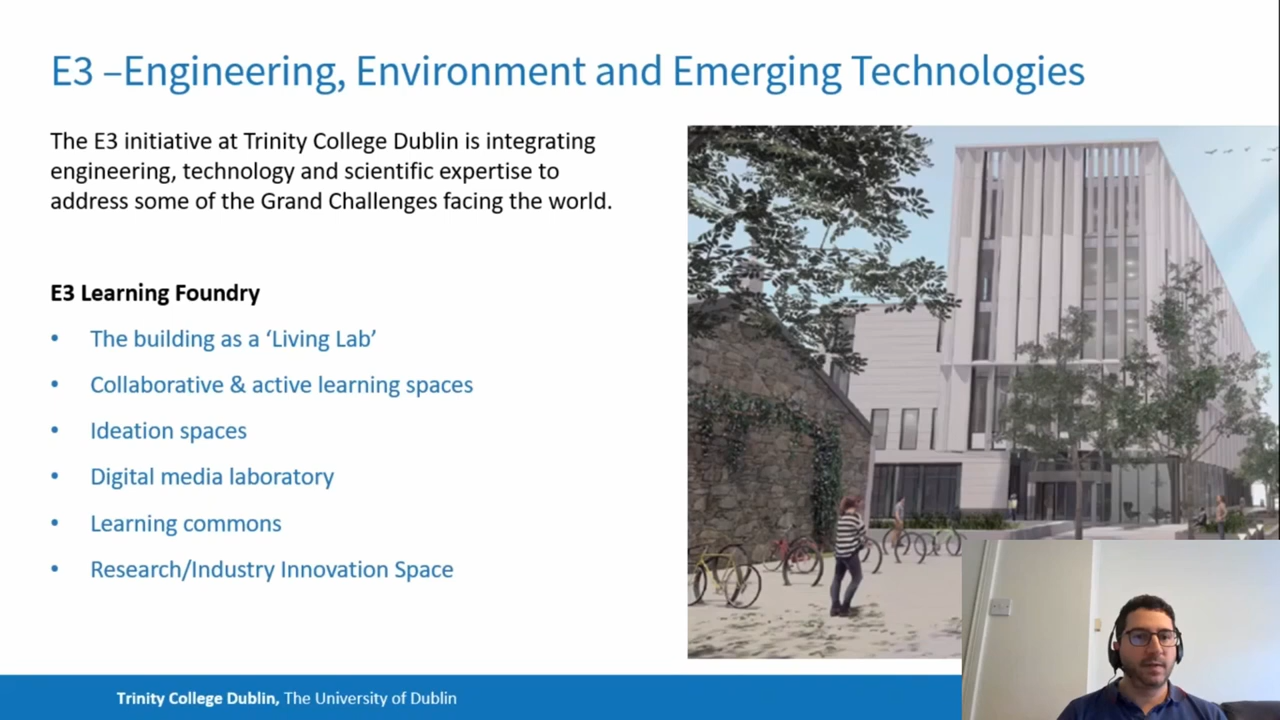 E3 –Engineering, Environment and Emerging Technologies
The E3 initiative at Trinity College Dublin is integrating
engineering, technology and scientific expertise to
address some of the Grand Challenges facing the world.
E3 Learning Foundry
• The building as a ‘Living Lab’
• Collaborative & active learning spaces
• Ideation spaces
• Digital media laboratory
• Learning commons
• Research/Industry Innovation Space
Trinity College Dublin, The University of Dublin